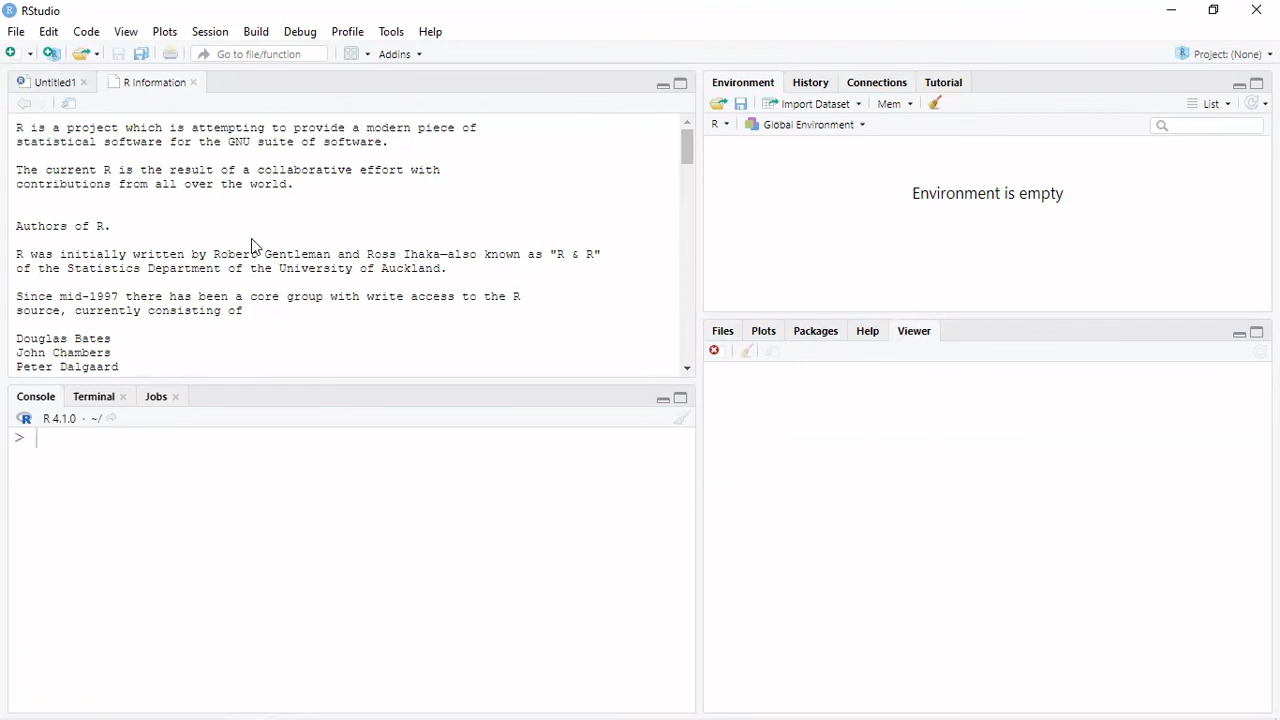 RStudio
File Edit Code View Plots Session Build Debug Profile Tools Help
Go to file/function Addins Project: (None)
Untitled1 R Information
R is a project which is attempting to provide a modern piece of
statistical software for the GNU suite of software.
The current R is the result of a collaborative effort with
contributions from all over the world.
Authors of R.
R was initially written by Robert Gentleman and Ross Ihaka—also known as "R & R"
of the Statistics Department of the University of Auckland.
Since mid-1997 there has been a core group with write access to the R
source, currently consisting of
Douglas Bates
John Chambers
Peter Dalgaard
Console Terminal Jobs
R R 4.1.0 · ~/
>
Environment History Connections Tutorial
Import Dataset Mem List
R Global Environment
Environment is empty
Files Plots Packages Help Viewer